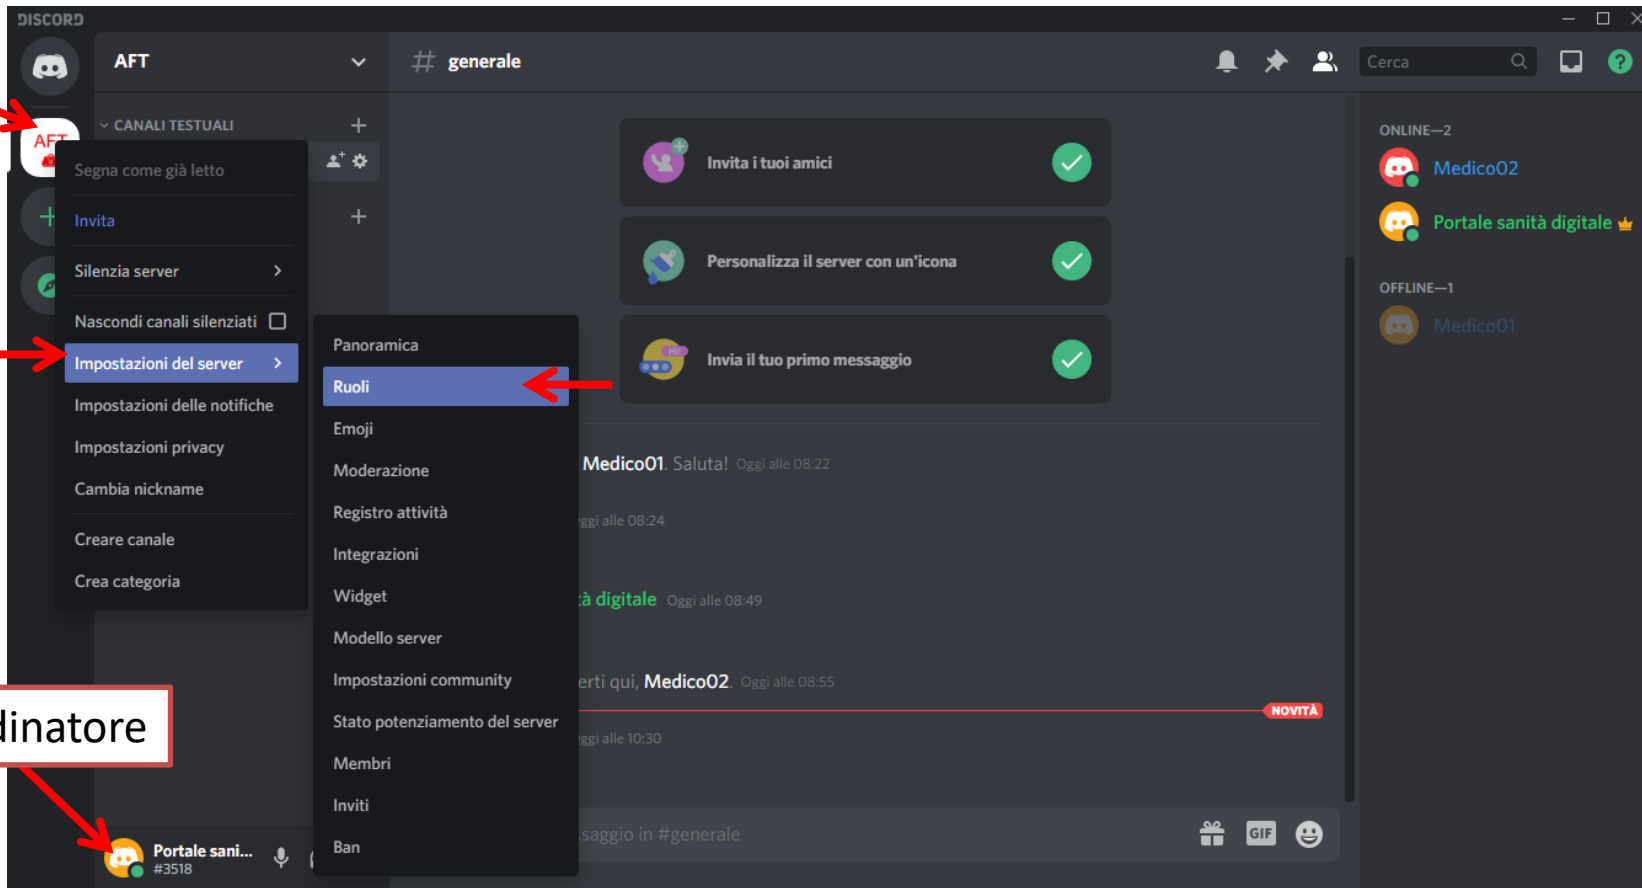 DISCORD
AFT
generale
Cerca
AFT
CANALI TESTUALI
Segna come già letto
Invita
Silenzia server
Nascondi canali silenziati
Impostazioni del server
Impostazioni delle notifiche
Impostazioni privacy
Cambia nickname
Creare canale
Crea categoria
Panoramica
Ruoli
Emoji
Moderazione
Registro attività
Integrazioni
Widget
Modello server
Impostazioni community
Stato potenziamento del server
Membri
Inviti
Ban
Invita i tuoi amici
Personalizza il server con un'icona
Invia il tuo primo messaggio
Medico01. Saluta! Oggi alle 08:22
ggi alle 08:24
à digitale Oggi alle 08:49
erti qui, Medico02. Oggi alle 08:55
NOVITÀ
ggi alle 10:30
saggio in #generale
GIF
ONLINE—2
Medico02
Portale sanità digitale
OFFLINE—1
Medico01
dinatore
Portale sani...
#3518